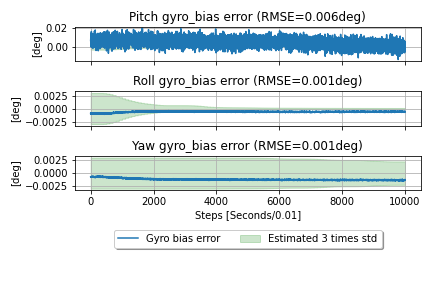 Pitch gyro_bias error (RMSE=0.006deg)
0.02
0.00
[deg]
Roll gyro_bias error (RMSE=0.001deg)
0.0025
0.0000
−0.0025
[deg]
Yaw gyro_bias error (RMSE=0.001deg)
0.0025
0.0000
−0.0025
[deg]
0 2000 4000 6000 8000 10000
Steps [Seconds/0.01]
Gyro bias error Estimated 3 times std